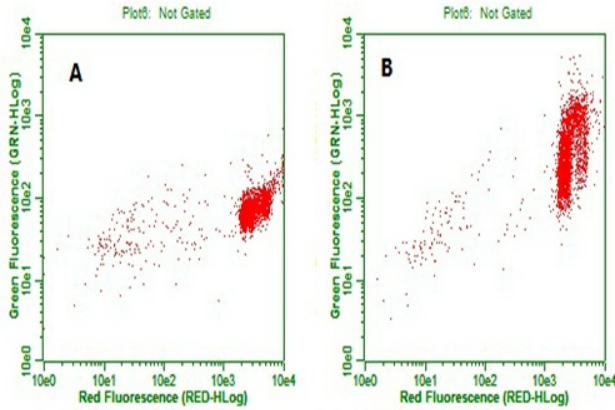 Plot6: Not Gated
A
Green Fluorescence (GRN-HLog)
10e4
10e3
10e2
10e1
10e0
10e0 10e1 10e2 10e3 10e4
Red Fluorescence (RED-HLog)
Plot6: Not Gated
B
Green Fluorescence (GRN-HLog)
10e4
10e3
10e2
10e1
10e0
10e0 10e1 10e2 10e3 10e4
Red Fluorescence (RED-HLog)